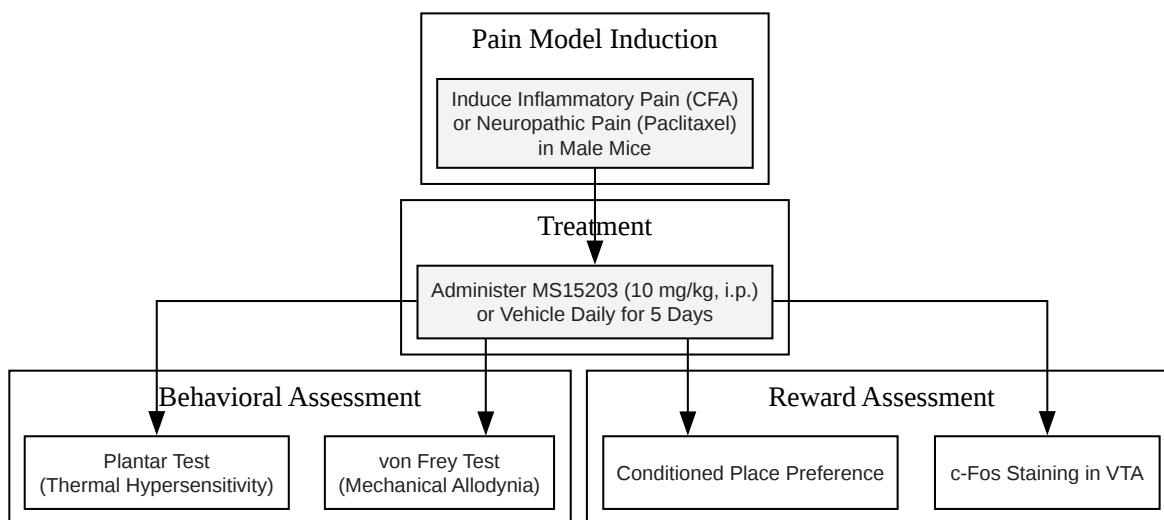 Pain Model Induction
Induce Inflammatory Pain (CFA)
or Neuropathic Pain (Paclitaxel)
in Male Mice
Treatment
Administer MS15203 (10 mg/kg, i.p.)
or Vehicle Daily for 5 Days
Behavioral Assessment
Plantar Test
(Thermal Hypersensitivity)
von Frey Test
(Mechanical Allodynia)
Reward Assessment
Conditioned Place Preference
c-Fos Staining in VTA